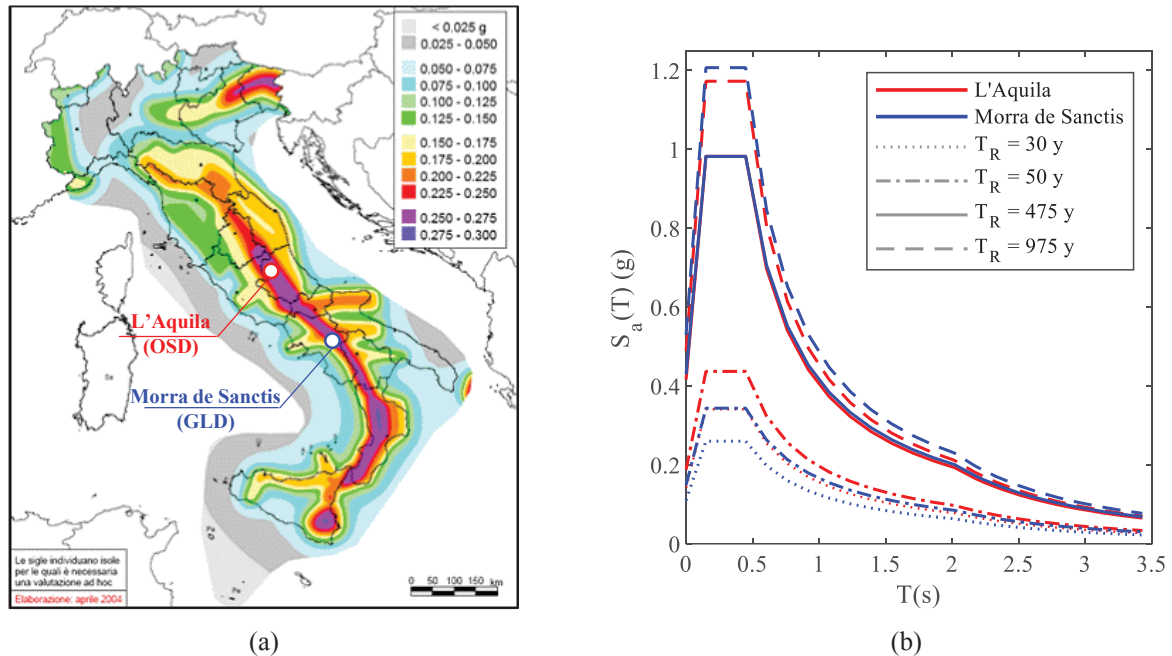 < 0.025 g
0.025 - 0.050
0.050 - 0.075
0.075 - 0.100
0.100 - 0.125
0.125 - 0.150
0.150 - 0.175
0.175 - 0.200
0.200 - 0.225
0.225 - 0.250
0.250 - 0.275
0.275 - 0.300
L'Aquila
(OSD)
Morra de Sanctis
(GLD)
Le sigle individuano isole
per le quali è necessaria
una valutazione ad hoc
Elaborazione: aprile 2004
0 50 100 150 200
km
(a)
S_a(T) (g)
1.2
1
0.8
0.6
0.4
0.2
0
0 0.5 1 1.5 2 2.5 3 3.5
T(s)
L'Aquila
Morra de Sanctis
T_R = 30 y
T_R = 50 y
T_R = 475 y
T_R = 975 y
(b)